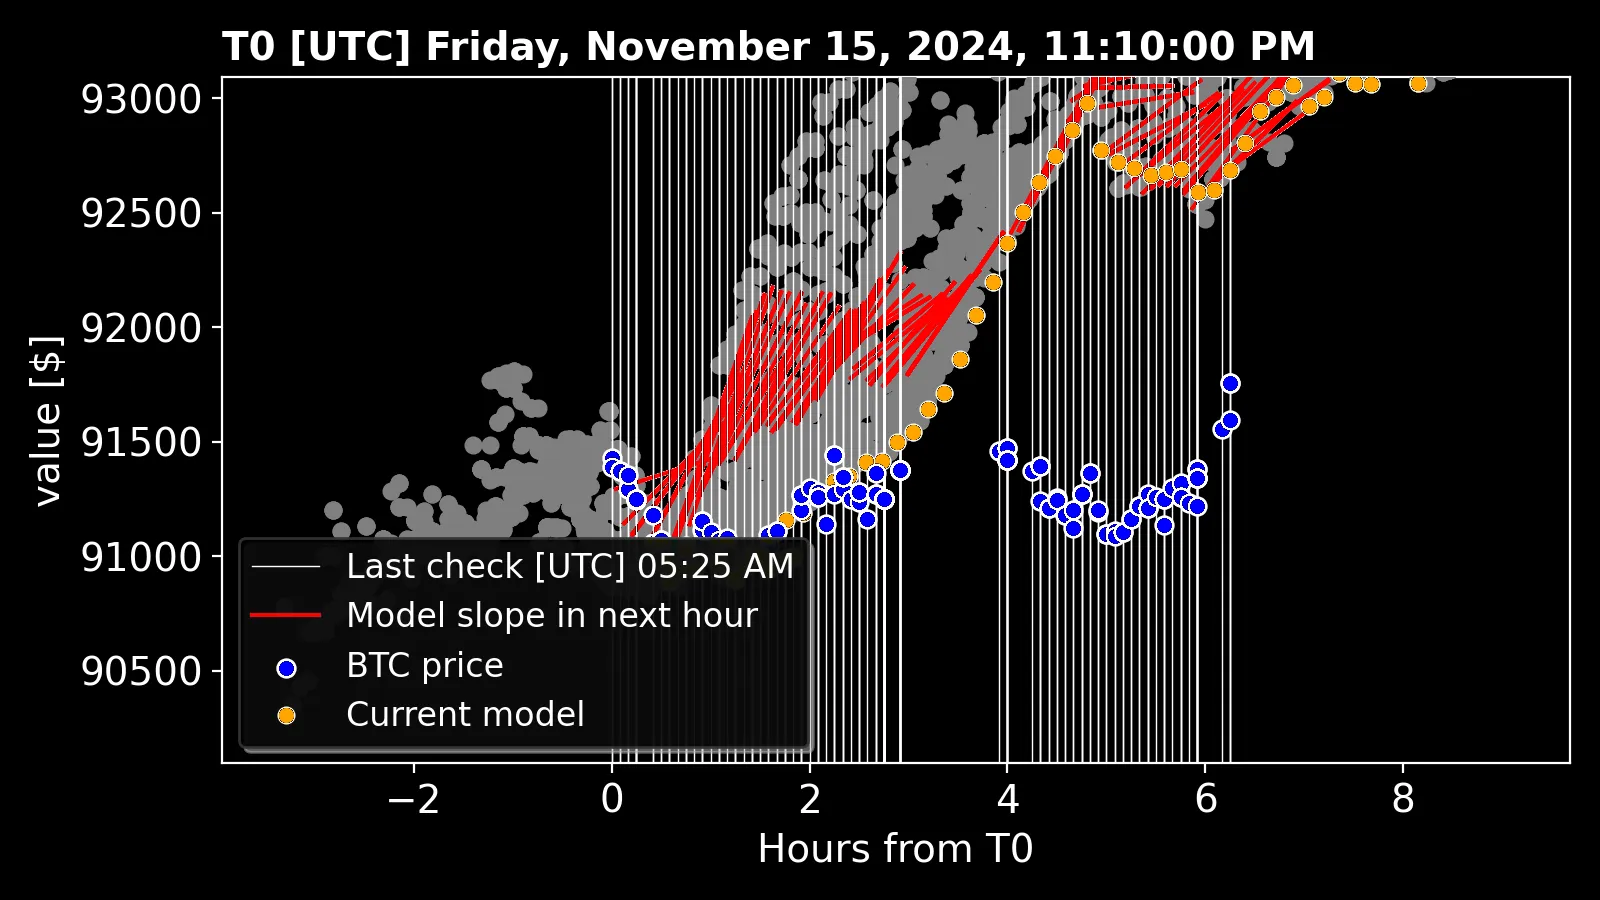 T0 [UTC] Friday, November 15, 2024, 11:10:00 PM
93000
92500
92000
91500
91000
90500
value [$]
Last check [UTC] 05:25 AM
Model slope in next hour
BTC price
Current model
−2 0 2 4 6 8
Hours from T0